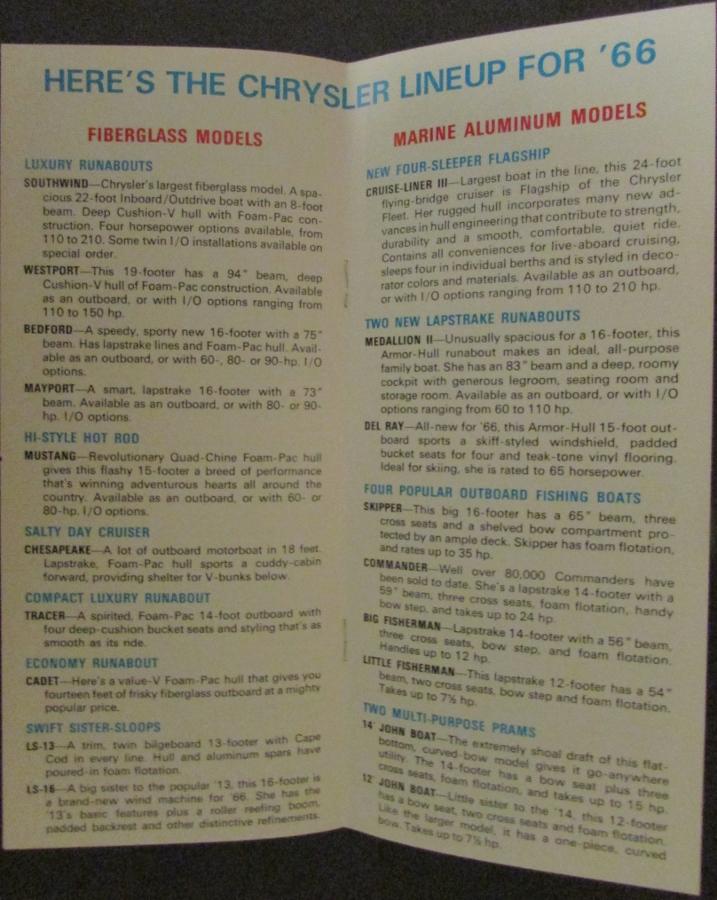 HERE'S THE CHRYSLER LINEUP FOR '66
FIBERGLASS MODELS
LUXURY RUNABOUTS
SOUTHWIND—Chrysler's largest fiberglass model. A spa-
cious 22-foot Inboard/Outdrive boat with an 8-foot
beam. Deep Cushion-V hull with Foam-Pac con-
struction. Four horsepower options available, from
110 to 210. Some twin I/O installations available on
special order.
WESTPORT—This 19-footer has a 94" beam, deep
Cushion-V hull of Foam-Pac construction. Available
as an outboard, or with I/O options ranging from
110 to 150 hp.
BEDFORD—A speedy, sporty new 16-footer with a 75"
beam. Has lapstrake lines and Foam-Pac hull. Avail-
able as an outboard, or with 60-, 80- or 90-hp. I/O
options.
MAYPORT—A smart, lapstrake 16-footer with a 73"
beam. Available as an outboard, or with 80- or 90-
hp. I/O options.
HI-STYLE HOT ROD
MUSTANG—Revolutionary Quad-Chine Foam-Pac hull
gives this flashy 15-footer a breed of performance
that's winning adventurous hearts all around the
country. Available as an outboard, or with 60- or
80-hp. I/O options.
SALTY DAY CRUISER
CHESAPEAKE—A lot of outboard motorboat in 18 feet.
Lapstrake, Foam-Pac hull sports a cuddy-cabin
forward, providing shelter for V-bunks below.
COMPACT LUXURY RUNABOUT
TRACER—A spirited, Foam-Pac 14-foot outboard with
four deep-cushion bucket seats and styling that's as
smooth as its ride.
ECONOMY RUNABOUT
CADET—Here's a value-V Foam-Pac hull that gives you
fourteen feet of frisky fiberglass outboard at a mighty
popular price.
SWIFT SISTER-SLOOPS
LS-13—A trim, twin bilgeboard 13-footer with Cape
Cod in every line. Hull and aluminum spars have
poured-in foam flotation.
LS-16—A big sister to the popular '13, this 16-footer is
a brand-new wind machine for '66. She has the
'13's basic features plus a roller reefing boom,
padded backrest and other distinctive refinements.
MARINE ALUMINUM MODELS
NEW FOUR-SLEEPER FLAGSHIP
CRUISE-LINER III—Largest boat in the line, this 24-foot
flying-bridge cruiser is Flagship of the Chrysler
Fleet. Her rugged hull incorporates many new ad-
vances in hull engineering that contribute to strength,
durability and a smooth, comfortable, quiet ride.
Contains all conveniences for live-aboard cruising,
sleeps four in individual berths and is styled in deco-
rator colors and materials. Available as an outboard,
or with I/O options ranging from 110 to 210 hp.
TWO NEW LAPSTRAKE RUNABOUTS
MEDALLION II—Unusually spacious for a 16-footer, this
Armor-Hull runabout makes an ideal, all-purpose
family boat. She has an 83" beam and a deep, roomy
cockpit with generous legroom, seating room and
storage room. Available as an outboard, or with I/O
options ranging from 60 to 110 hp.
DEL RAY—All-new for '66, this Armor-Hull 15-foot out-
board sports a skiff-styled windshield, padded
bucket seats for four and teak-tone vinyl flooring.
Ideal for skiing, she is rated to 65 horsepower.
FOUR POPULAR OUTBOARD FISHING BOATS
SKIPPER—This big 16-footer has a 65" beam, three
cross seats and a shelved bow compartment pro-
tected by an ample deck. Skipper has foam flotation,
and rates up to 35 hp.
COMMANDER—Well over 80,000 Commanders have
been sold to date. She's a lapstrake 14-footer with a
59" beam, three cross seats, foam flotation, handy
bow step, and takes up to 24 hp.
BIG FISHERMAN—Lapstrake 14-footer with a 56" beam,
three cross seats, bow step, and foam flotation.
Handles up to 12 hp.
LITTLE FISHERMAN—This lapstrake 12-footer has a 54"
beam, two cross seats, bow step and foam flotation.
Takes up to 7½ hp.
TWO MULTI-PURPOSE PRAMS
14' JOHN BOAT—The extremely shoal draft of this flat-
bottom, curved-bow model gives it go-anywhere
utility. The 14-footer has a bow seat plus three
cross seats, foam flotation, and takes up to 15 hp.
12' JOHN BOAT—Little sister to the '14, this 12-footer
has a bow seat, two cross seats and foam flotation.
Like the larger model, it has a one-piece, curved
bow. Takes up to 7½ hp.